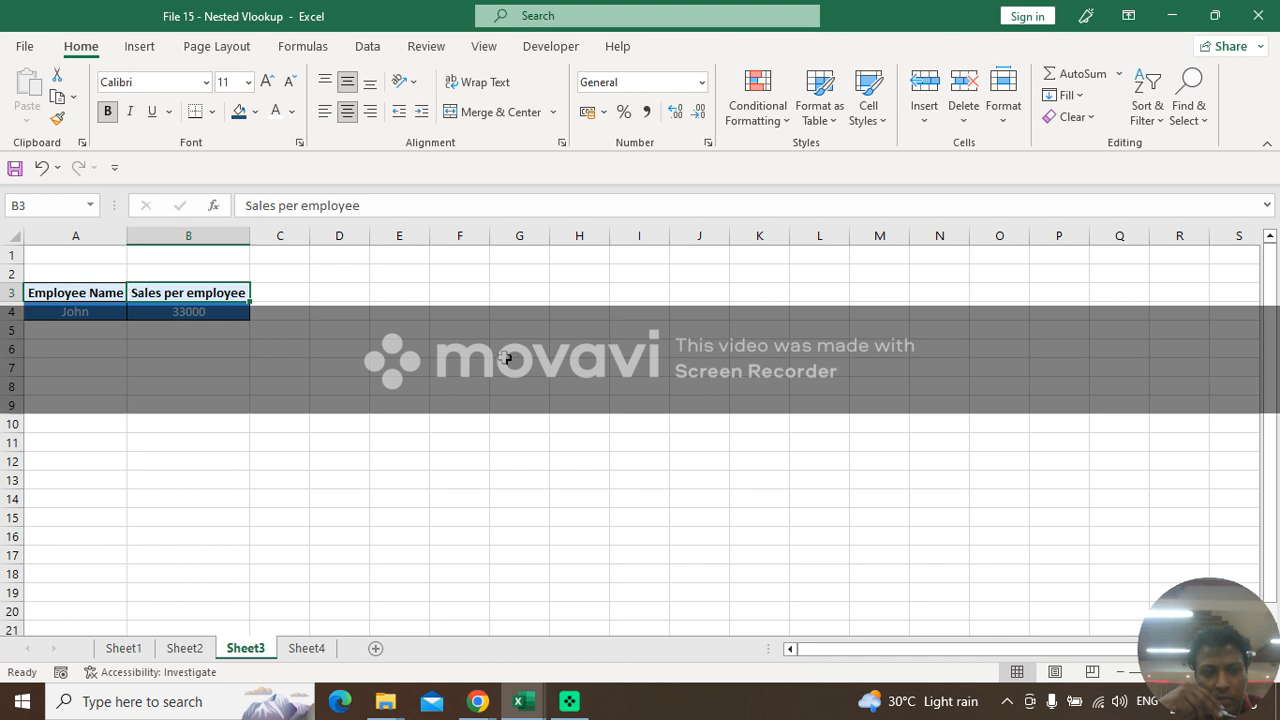 File 15 - Nested Vlookup - Excel
Search
Sign in
File Home Insert Page Layout Formulas Data Review View Developer Help
Share
Paste
Calibri
11
Wrap Text
Merge & Center
General
Conditional Formatting
Format as Table
Cell Styles
Insert
Delete
Format
AutoSum
Fill
Clear
Sort & Filter
Find & Select
B I U
Clipboard
Font
Alignment
Number
Styles
Cells
Editing
B3
fx
Sales per employee
A B C D E F G H I J K L M N O P Q R S
1
2
3 Employee Name Sales per employee
4 John 33000
5
6
7
8
9
movavi
This video was made with
Screen Recorder
10
11
12
13
14
15
16
17
18
19
20
21
Sheet1 Sheet2 Sheet3 Sheet4
Ready
Accessibility: Investigate
Type here to search
30°C Light rain
ENG